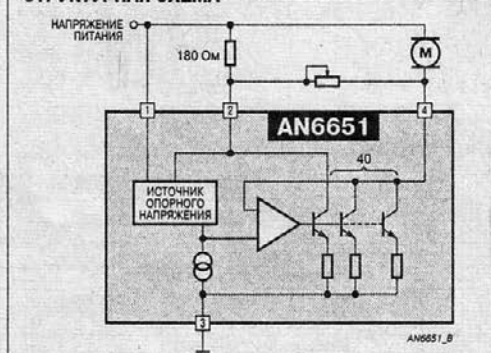 НАПРЯЖЕНИЕ
ПИТАНИЯ
180 Ом
M
1
2
4
AN6651
40
ИСТОЧНИК
ОПОРНОГО
НАПРЯЖЕНИЯ
3
AN6651_B